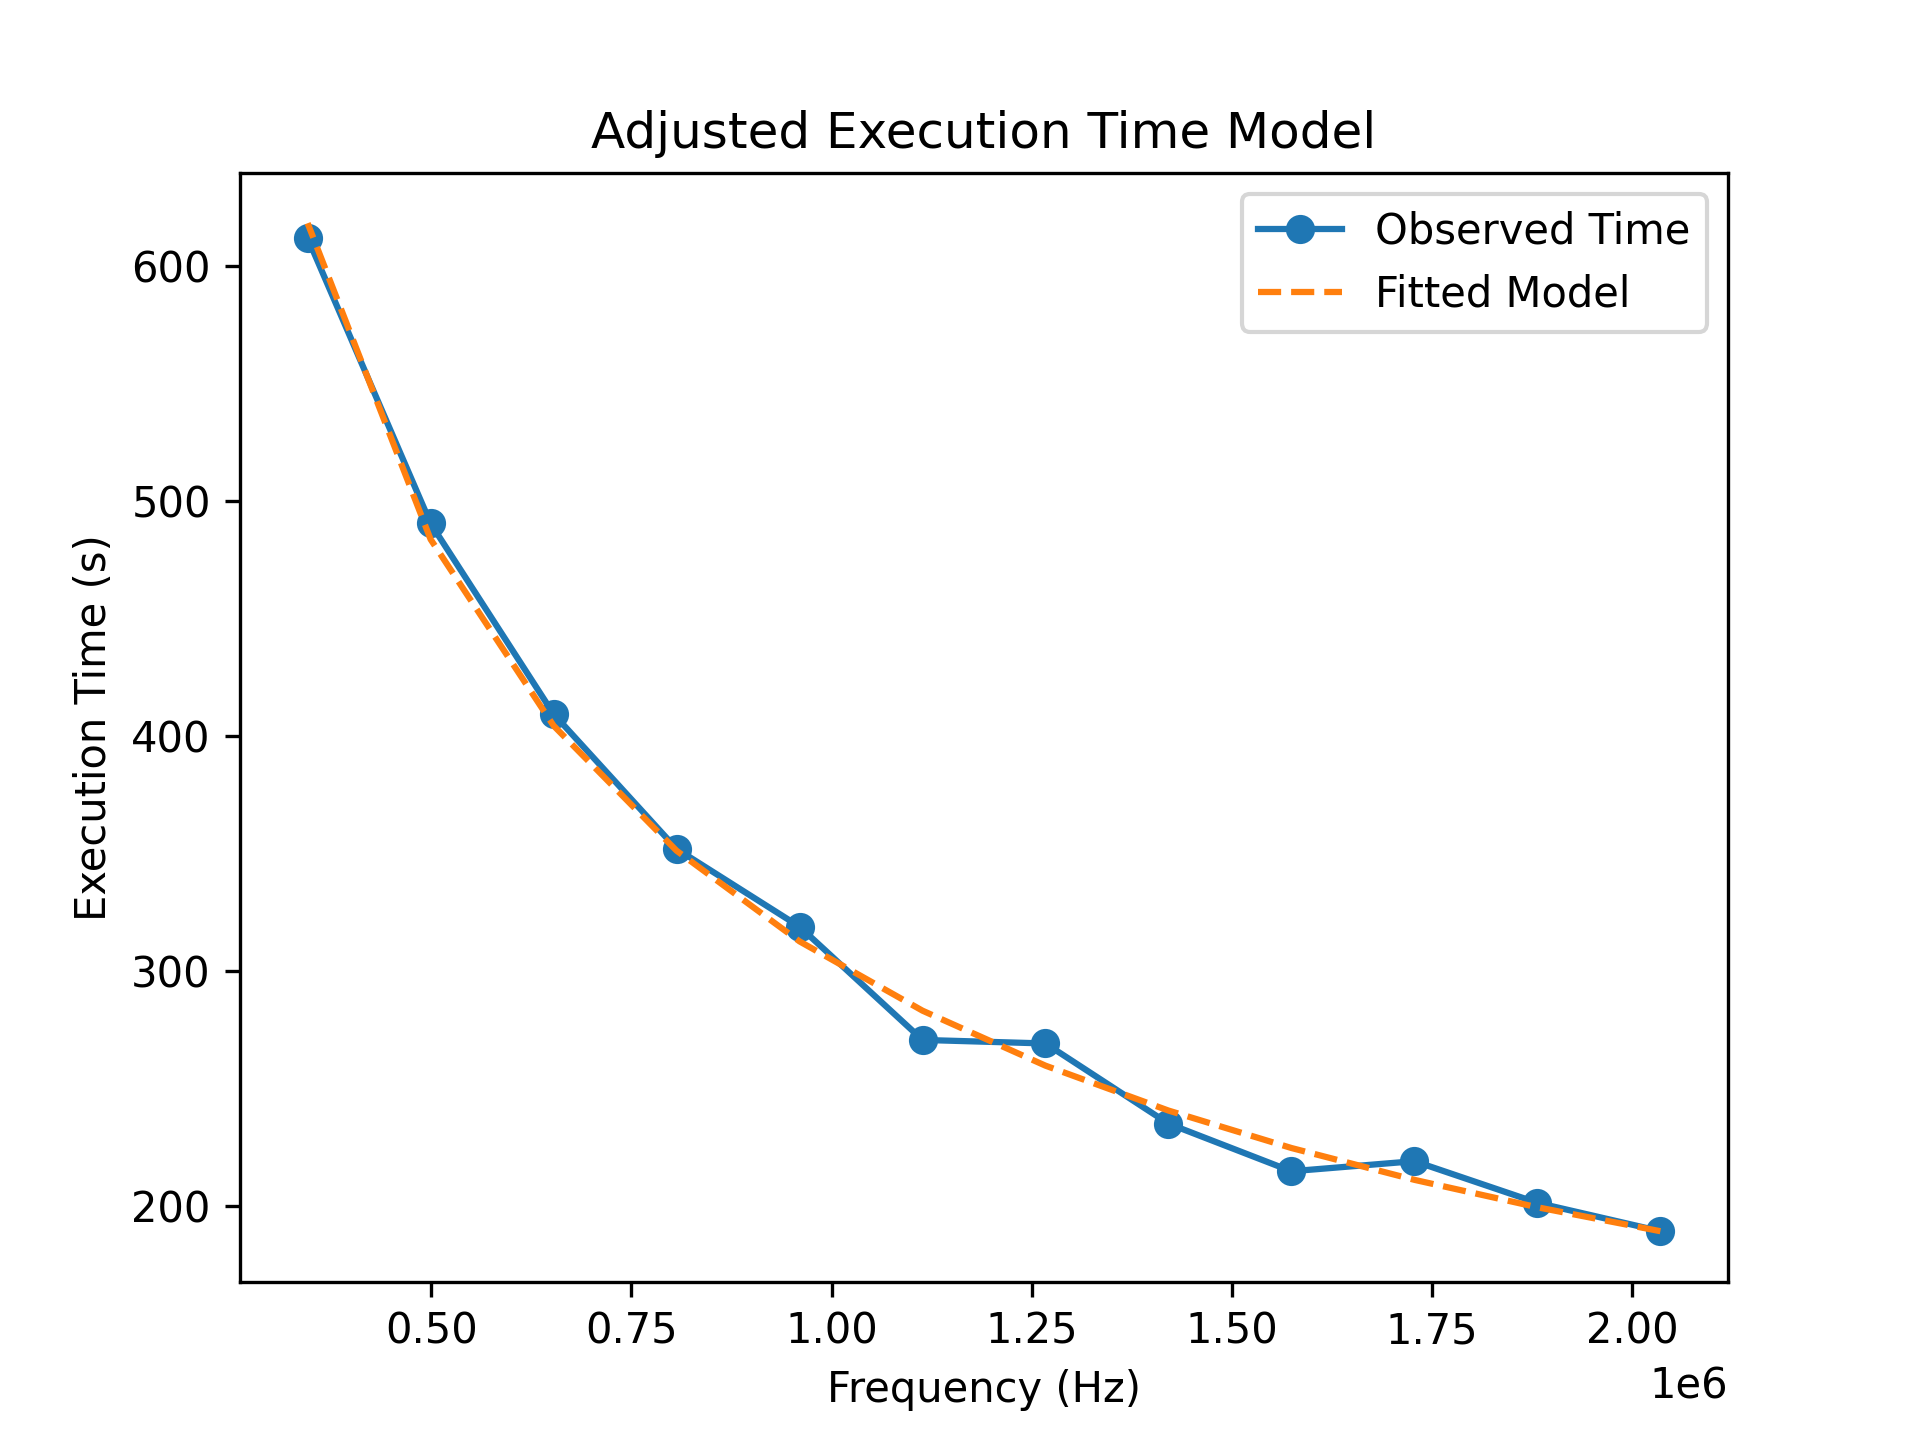 Adjusted Execution Time Model
Observed Time
Fitted Model
Execution Time (s)
600
500
400
300
200
0.50 0.75 1.00 1.25 1.50 1.75 2.00
1e6
Frequency (Hz)